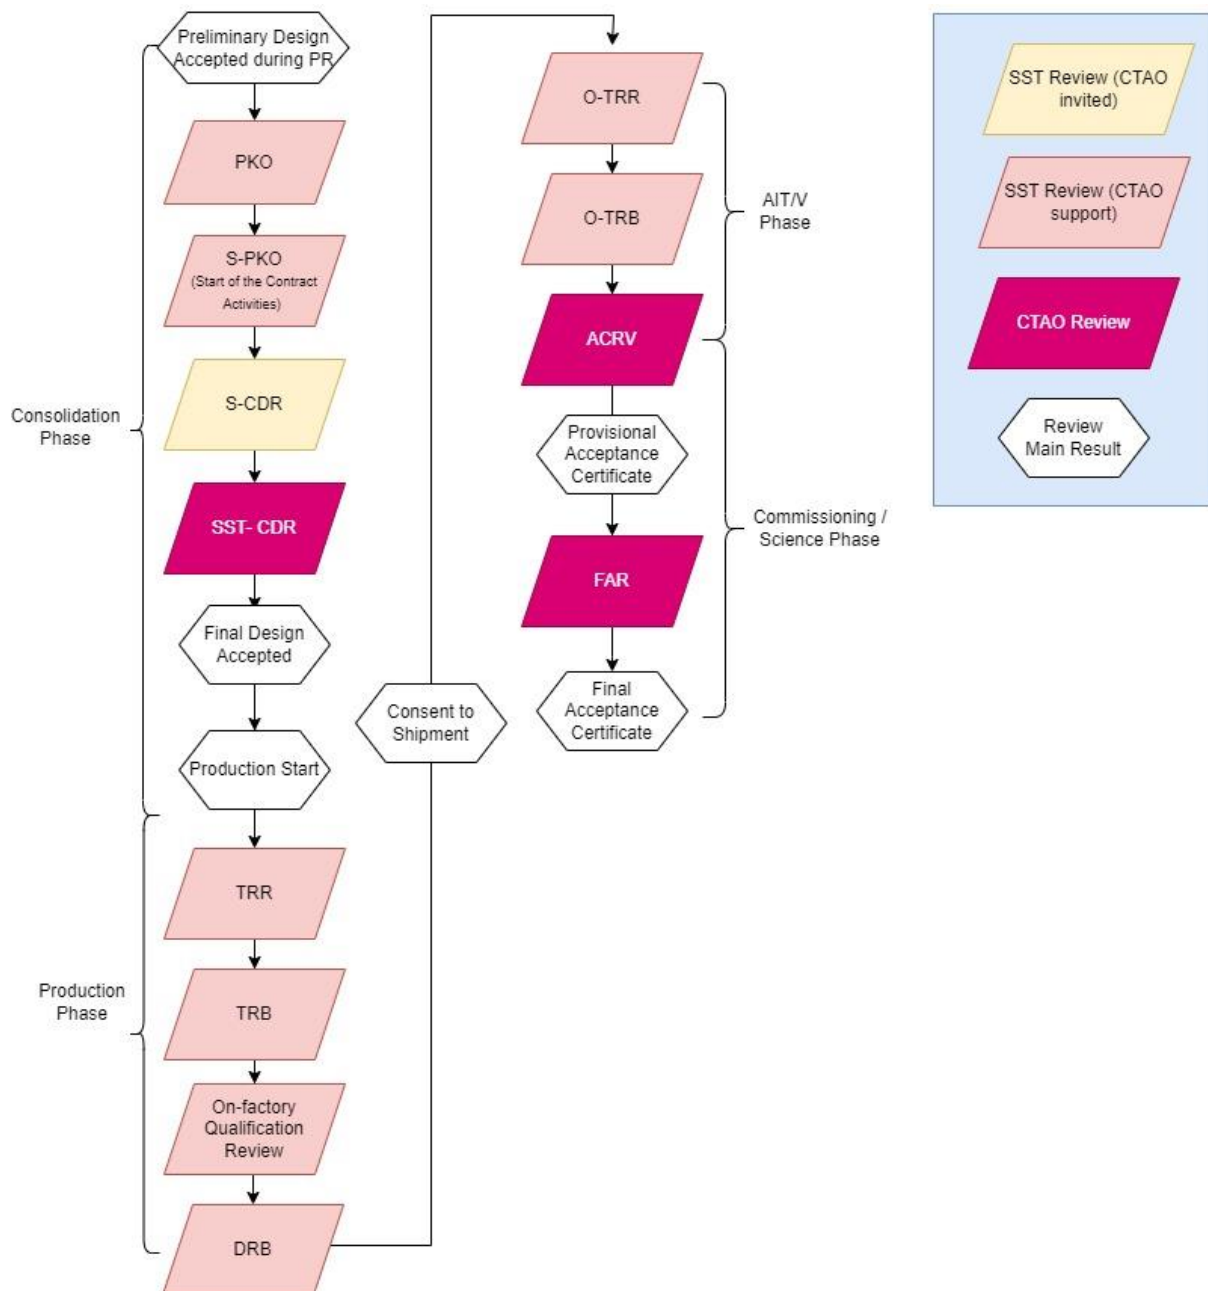 Preliminary Design
Accepted during PR
PKO
S-PKO
(Start of the Contract
Activities)
S-CDR
Consolidation
Phase
SST- CDR
Final Design
Accepted
Production Start
TRR
TRB
Production
Phase
On-factory
Qualification
Review
DRB
Consent to
Shipment
O-TRR
O-TRB
AIT/V
Phase
ACRV
Provisional
Acceptance
Certificate
Commissioning /
Science Phase
FAR
Final
Acceptance
Certificate
SST Review (CTAO
invited)
SST Review (CTAO
support)
CTAO Review
Review
Main Result